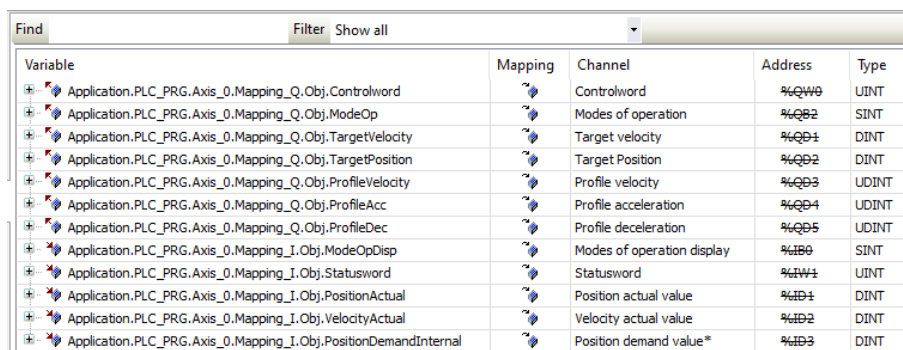 Find Filter Show all
Variable Mapping Channel Address Type
Application.PLC_PRG.Axis_0.Mapping_Q.Obj.Controlword Controlword %QW0 UINT
Application.PLC_PRG.Axis_0.Mapping_Q.Obj.ModeOp Modes of operation %QB2 SINT
Application.PLC_PRG.Axis_0.Mapping_Q.Obj.TargetVelocity Target velocity %QD1 DINT
Application.PLC_PRG.Axis_0.Mapping_Q.Obj.TargetPosition Target Position %QD2 DINT
Application.PLC_PRG.Axis_0.Mapping_Q.Obj.ProfileVelocity Profile velocity %QD3 UDINT
Application.PLC_PRG.Axis_0.Mapping_Q.Obj.ProfileAcc Profile acceleration %QD4 UDINT
Application.PLC_PRG.Axis_0.Mapping_Q.Obj.ProfileDec Profile deceleration %QD5 UDINT
Application.PLC_PRG.Axis_0.Mapping_I.Obj.ModeOpDisp Modes of operation display %IB0 SINT
Application.PLC_PRG.Axis_0.Mapping_I.Obj.Statusword Statusword %IW1 UINT
Application.PLC_PRG.Axis_0.Mapping_I.Obj.PositionActual Position actual value %ID1 DINT
Application.PLC_PRG.Axis_0.Mapping_I.Obj.VelocityActual Velocity actual value %ID2 DINT
Application.PLC_PRG.Axis_0.Mapping_I.Obj.PositionDemandInternal Position demand value* %ID3 DINT